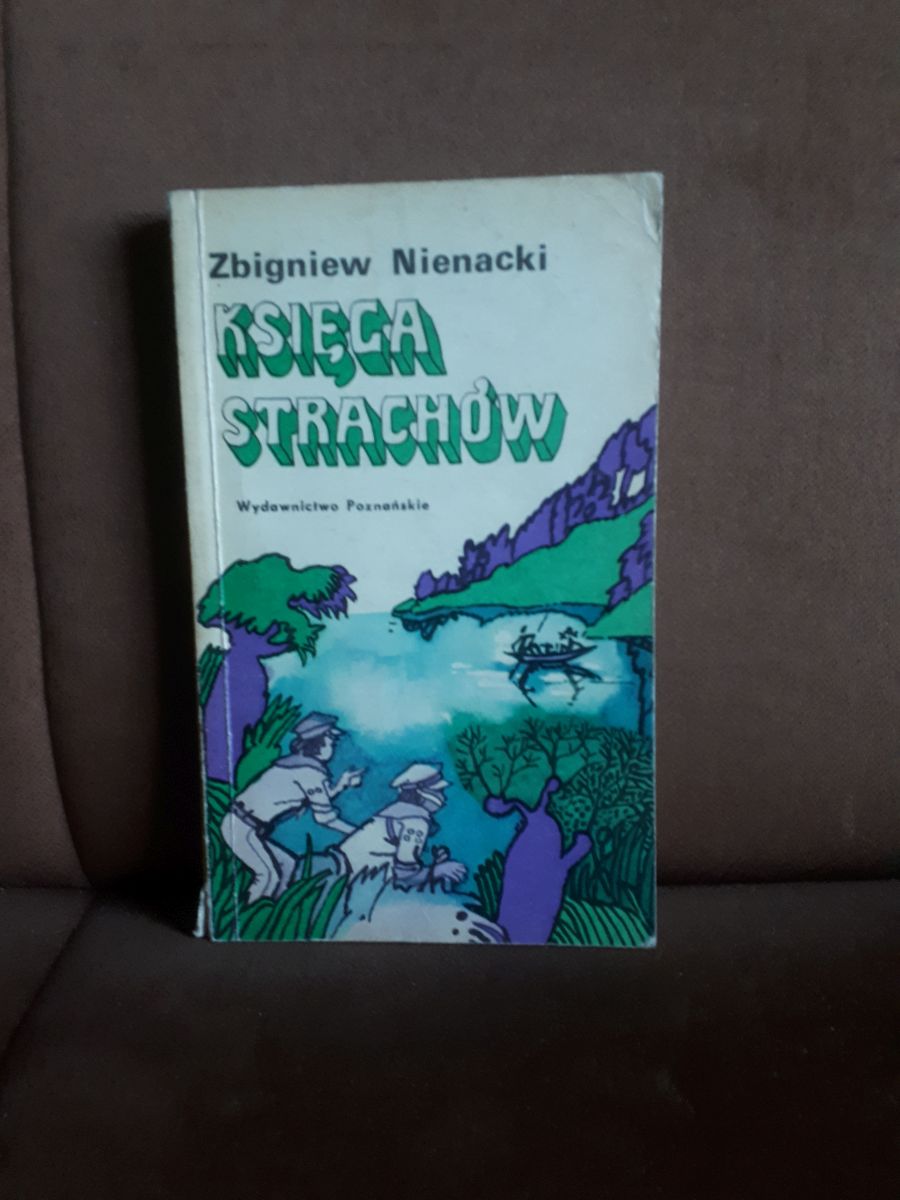 Zbigniew Nienacki
KSIĘGA
STRACHÓW
Wydawnictwo Poznańskie